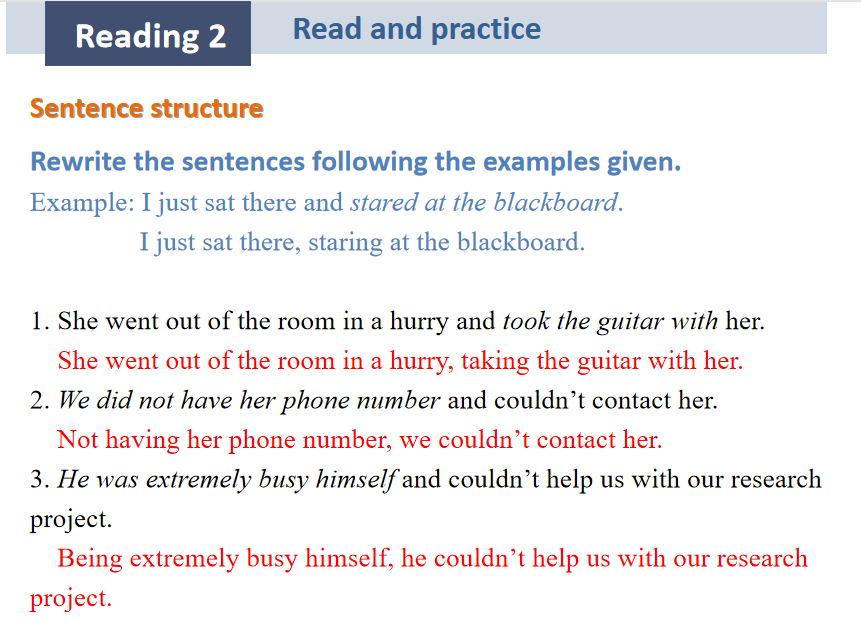 Reading 2
Read and practice
Sentence structure
Rewrite the sentences following the examples given.
Example: I just sat there and stared at the blackboard.
I just sat there, staring at the blackboard.
1. She went out of the room in a hurry and took the guitar with her.
She went out of the room in a hurry, taking the guitar with her.
2. We did not have her phone number and couldn’t contact her.
Not having her phone number, we couldn’t contact her.
3. He was extremely busy himself and couldn’t help us with our research
project.
Being extremely busy himself, he couldn’t help us with our research
project.